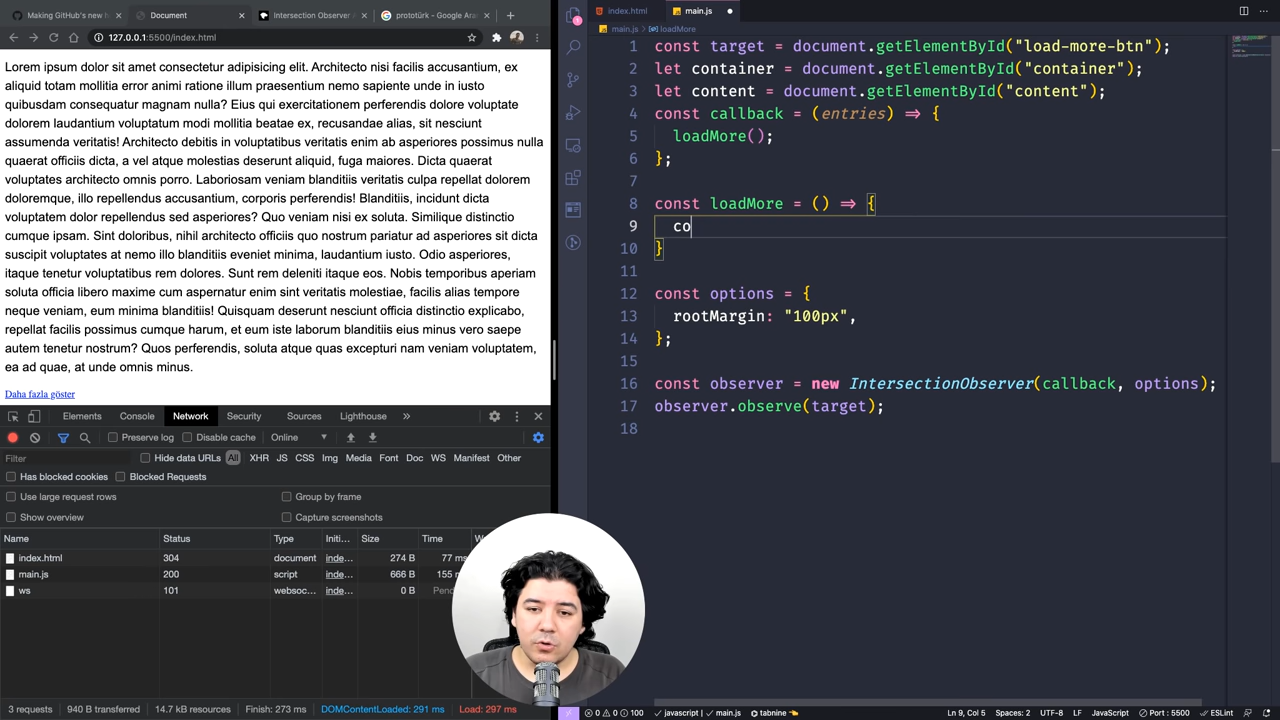 Making GitHub's new h
Document
Intersection Observer A
prototürk - Google Aram
127.0.0.1:5500/index.html
Lorem ipsum dolor sit amet consectetur adipisicing elit. Architecto nisi facilis accusantium, ex
aliquid totam mollitia error animi ratione illum praesentium nemo sapiente unde in iusto
quibusdam consequatur magnam nulla? Eius qui exercitationem perferendis dolore voluptate
dolorem laudantium voluptatum modi mollitia beatae ex, recusandae alias, sit nesciunt
assumenda veritatis! Architecto debitis in voluptatibus veritatis enim ab asperiores possimus nulla
quaerat officiis dicta, a vel atque molestias deserunt aliquid, fuga maiores. Dicta quaerat
voluptates architecto omnis porro. Laboriosam veniam blanditiis veritatis culpa repellat dolorem
doloremque, illo repellendus accusantium, corporis perferendis! Blanditiis, incidunt dicta
voluptatem dolor repellendus sed asperiores? Quo veniam nisi ex soluta. Similique distinctio
cumque ipsam. Sint doloribus, nihil architecto officiis quo nostrum pariatur ad asperiores sit dicta
suscipit voluptates at nemo illo blanditiis eveniet minima, laudantium iusto. Odio asperiores,
itaque tenetur voluptatibus rem dolores. Sunt rem deleniti itaque eos. Nobis temporibus aperiam
soluta officia libero maxime cum aspernatur enim sint veritatis molestiae, facilis alias tempore
neque veniam, eum minima blanditiis! Quisquam deserunt nesciunt officia distinctio explicabo,
repellat facilis possimus cumque harum, et eum iste laborum blanditiis eius minus vero saepe
autem tenetur nostrum? Quos perferendis, soluta atque quas excepturi nam veniam voluptatem,
ea ad quae, at unde omnis minus.
Daha fazla göster
Elements Console Network Security Sources Lighthouse
Preserve log Disable cache Online
Filter Hide data URLs All XHR JS CSS Img Media Font Doc WS Manifest Other
Has blocked cookies Blocked Requests
Use large request rows Group by frame
Show overview Capture screenshots
Name Status Type Initi... Size Time
index.html 304 document inde... 274 B 77 ms
main.js 200 script inde... 666 B 155
ws 101 websoc... inde... 0 B
3 requests 940 B transferred 14.7 kB resources Finish: 273 ms DOMContentLoaded: 291 ms Load: 297 ms
index.html main.js
main.js loadMore
1 const target = document.getElementById("load-more-btn");
2 let container = document.getElementById("container");
3 let content = document.getElementById("content");
4 const callback = (entries) => {
5 loadMore();
6 };
7
8 const loadMore = () => {
9 co
10 }
11
12 const options = {
13 rootMargin: "100px",
14 };
15
16 const observer = new IntersectionObserver(callback, options);
17 observer.observe(target);
18
0 0 100 javascript | main.js tabnine Ln 9, Col 5 Spaces: 2 UTF-8 LF JavaScript Port : 5500 ESLint